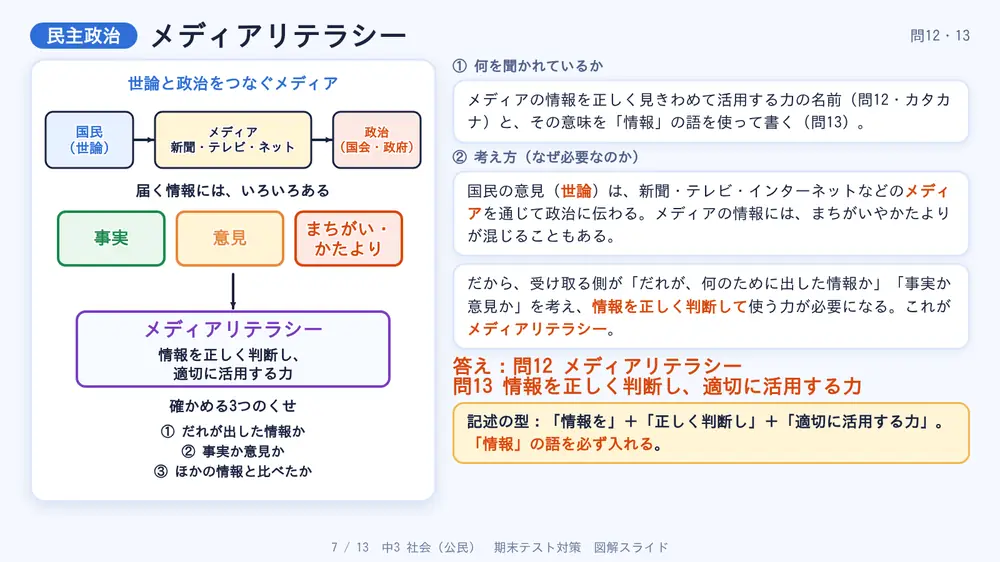 民主政治 メディアリテラシー
問12・13
世論と政治をつなぐメディア
国民
（世論）
メディア
新聞・テレビ・ネット
政治
（国会・政府）
届く情報には、いろいろある
事実
意見
まちがい・
かたより
メディアリテラシー
情報を正しく判断し、
適切に活用する力
確かめる3つのくせ
① だれが出した情報か
② 事実か意見か
③ ほかの情報と比べたか
① 何を聞かれているか
メディアの情報を正しく見きわめて活用する力の名前（問12・カタカ
ナ）と、その意味を「情報」の語を使って書く（問13）。
② 考え方（なぜ必要なのか）
国民の意見（世論）は、新聞・テレビ・インターネットなどのメディ
アを通じて政治に伝わる。メディアの情報には、まちがいやかたより
が混じることもある。
だから、受け取る側が「だれが、何のために出した情報か」「事実か
意見か」を考え、情報を正しく判断して使う力が必要になる。これが
メディアリテラシー。
答え：問12 メディアリテラシー
問13 情報を正しく判断し、適切に活用する力
記述の型：「情報を」＋「正しく判断し」＋「適切に活用する力」。
「情報」の語を必ず入れる。
7 / 13 中3 社会（公民） 期末テスト対策 図解スライド